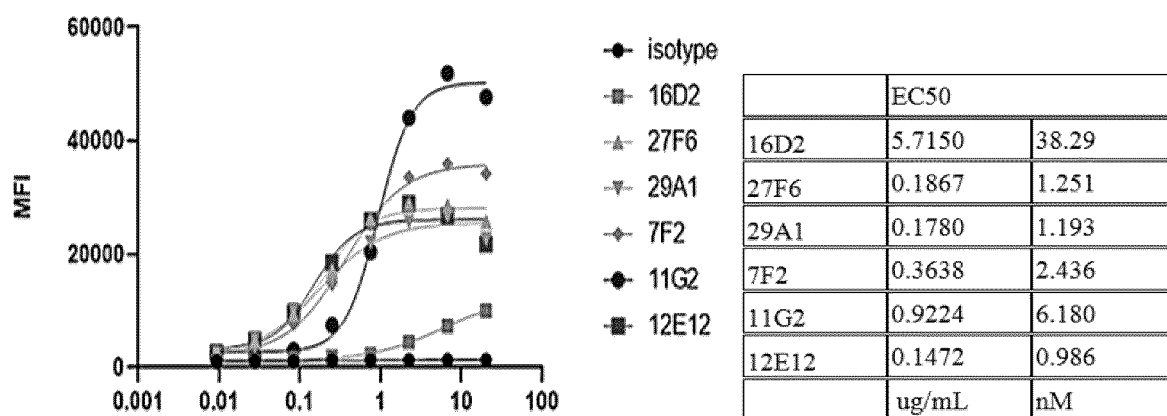 60000
40000
20000
0
MFI
0.001 0.01 0.1 1 10 100
isotype
16D2
27F6
29A1
7F2
11G2
12E12
EC50
16D2 5.7150 38.29
27F6 0.1867 1.251
29A1 0.1780 1.193
7F2 0.3638 2.436
11G2 0.9224 6.180
12E12 0.1472 0.986
ug/mL nM